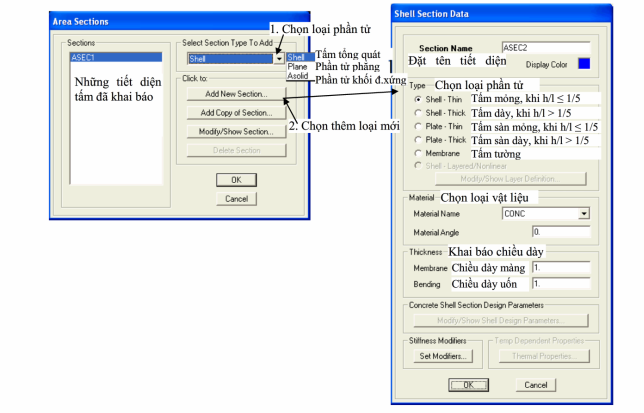 Area Sections
Sections
ASEC1
Những tiết diện
tấm đã khai báo
1. Chọn loại phần tử
Select Section Type To Add
Shell
Shell Tấm tổng quát
Plane Phần tử phẳng
Asolid Phần tử khối đ.xứng
Click to:
Add New Section...
2. Chọn thêm loại mới
Add Copy of Section...
Modify/Show Section...
Delete Section
OK
Cancel
Shell Section Data
Section Name ASEC2
Đặt tên tiết diện Display Color
Type Chọn loại phần tử
Shell - Thin Tấm mỏng, khi h/l ≤ 1/5
Shell - Thick Tấm dày, khi h/l > 1/5
Plate - Thin Tấm sàn mỏng, khi h/l ≤ 1/5
Plate - Thick Tấm sàn dày, khi h/l > 1/5
Membrane Tấm tường
Shell - Layered/Nonlinear
Modify/Show Layer Definition...
Material Chọn loại vật liệu
Material Name CONC
Material Angle 0.
Thickness Khai báo chiều dày
Membrane Chiều dày màng 1.
Bending Chiều dày uốn 1.
Concrete Shell Section Design Parameters
Modify/Show Shell Design Parameters...
Stiffness Modifiers
Set Modifiers...
Temp Dependent Properties
Thermal Properties...
OK
Cancel